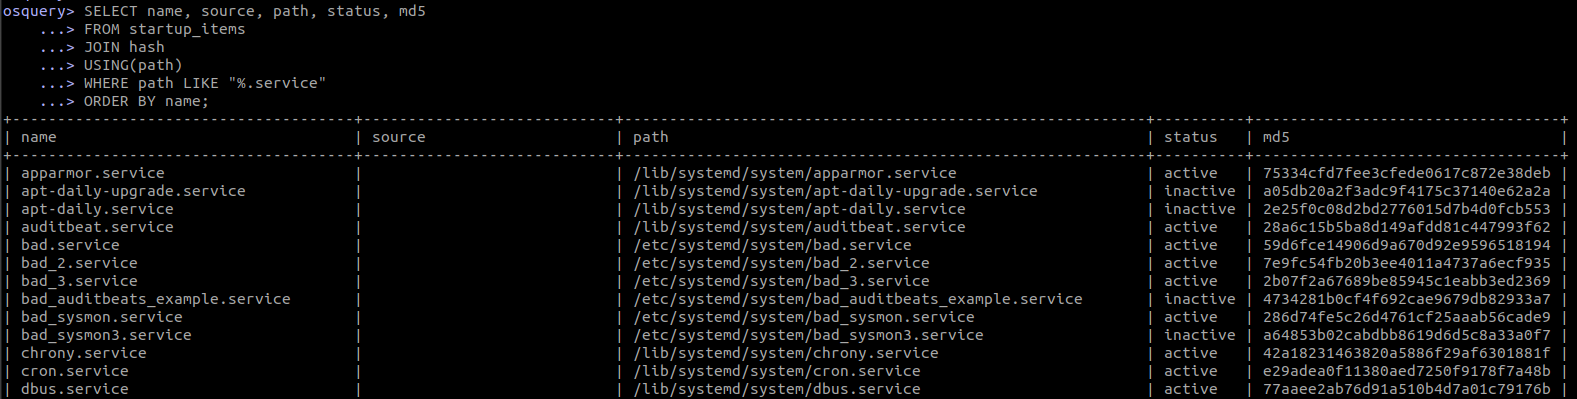 osquery> SELECT name, source, path, status, md5
    ...> FROM startup_items
    ...> JOIN hash
    ...> USING(path)
    ...> WHERE path LIKE "%.service"
    ...> ORDER BY name;
+--------------------------------------+----------------------------+----------------------------------------------------------+----------+----------------------------------+
| name | source | path | status | md5 |
+--------------------------------------+----------------------------+----------------------------------------------------------+----------+----------------------------------+
| apparmor.service | | /lib/systemd/system/apparmor.service | active | 75334cfd7fee3cfede0617c872e38deb |
| apt-daily-upgrade.service | | /lib/systemd/system/apt-daily-upgrade.service | inactive | a05db20a2f3adc9f4175c37140e62a2a |
| apt-daily.service | | /lib/systemd/system/apt-daily.service | inactive | 2e25f0c08d2bd2776015d7b4d0fcb553 |
| auditbeat.service | | /lib/systemd/system/auditbeat.service | active | 28a6c15b5ba8d149afdd81c447993f62 |
| bad.service | | /etc/systemd/system/bad.service | active | 59d6fce14906d9a670d92e9596518194 |
| bad_2.service | | /etc/systemd/system/bad_2.service | active | 7e9fc54fb20b3ee4011a4737a6ecf935 |
| bad_3.service | | /etc/systemd/system/bad_3.service | active | 2b07f2a67689be85945c1eabb3ed2369 |
| bad_auditbeats_example.service | | /etc/systemd/system/bad_auditbeats_example.service | inactive | 4734281b0cf4f692cae9679db82933a7 |
| bad_sysmon.service | | /etc/systemd/system/bad_sysmon.service | active | 286d74fe5c26d4761cf25aaab56cade9 |
| bad_sysmon3.service | | /etc/systemd/system/bad_sysmon3.service | inactive | a64853b02cabdbb8619d6d5c8a33a0f7 |
| chrony.service | | /lib/systemd/system/chrony.service | active | 42a18231463820a5886f29af6301881f |
| cron.service | | /lib/systemd/system/cron.service | active | e29adea0f11380aed7250f9178f7a48b |
| dbus.service | | /lib/systemd/system/dbus.service | active | 77aaee2ab76d91a510b4d7a01c79176b |